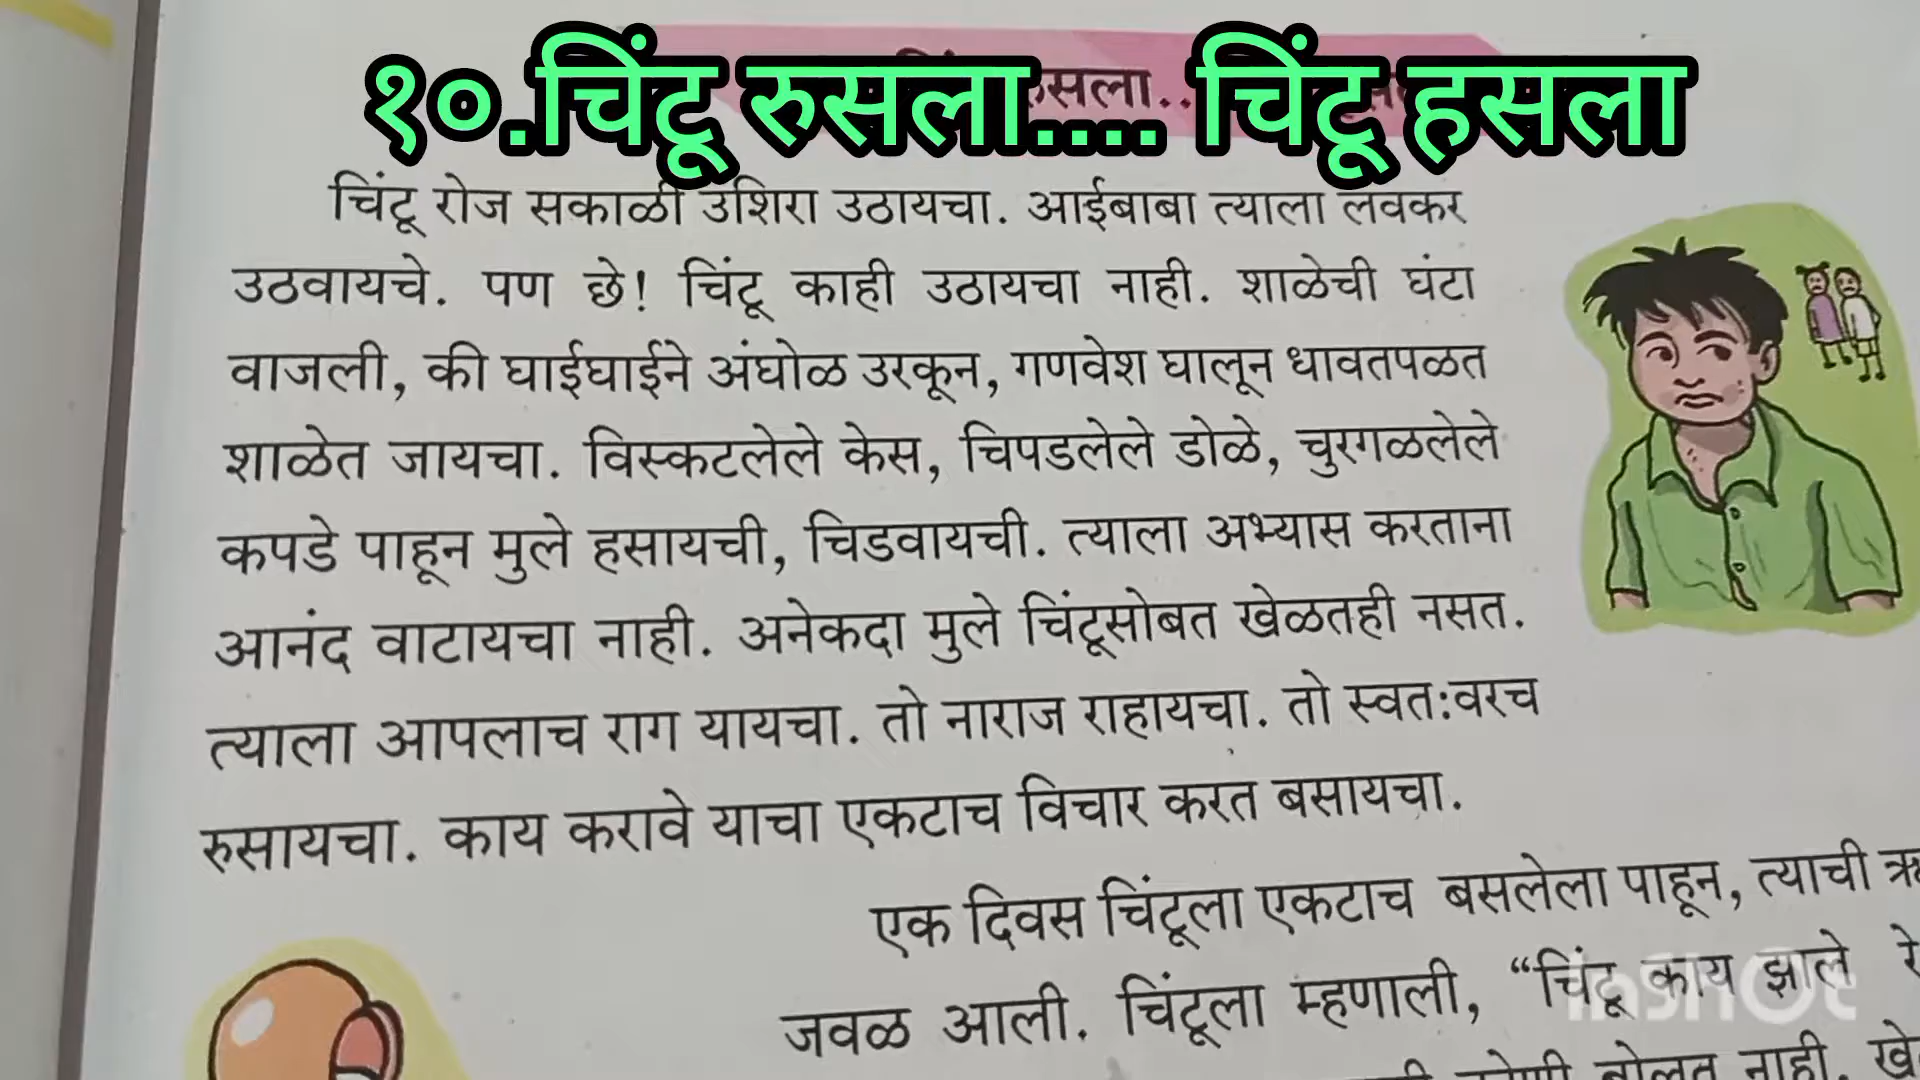 १०.चिंटू रुसला.... चिंटू हसला
चिंटू रोज सकाळी उशिरा उठायचा. आईबाबा त्याला लवकर
उठवायचे. पण छे! चिंटू काही उठायचा नाही. शाळेची घंटा
वाजली, की घाईघाईने अंघोळ उरकून, गणवेश घालून धावतपळत
शाळेत जायचा. विस्कटलेले केस, चिपडलेले डोळे, चुरगळलेले
कपडे पाहून मुले हसायची, चिडवायची. त्याला अभ्यास करताना
आनंद वाटायचा नाही. अनेकदा मुले चिंटूसोबत खेळतही नसत.
त्याला आपलाच राग यायचा. तो नाराज राहायचा. तो स्वत:वरच
रुसायचा. काय करावे याचा एकटाच विचार करत बसायचा.
एक दिवस चिंटूला एकटाच बसलेला पाहून, त्याची
जवळ आली. चिंटूला म्हणाली, “चिंटू काय झाले रे
बोलत नाही.
InShOt